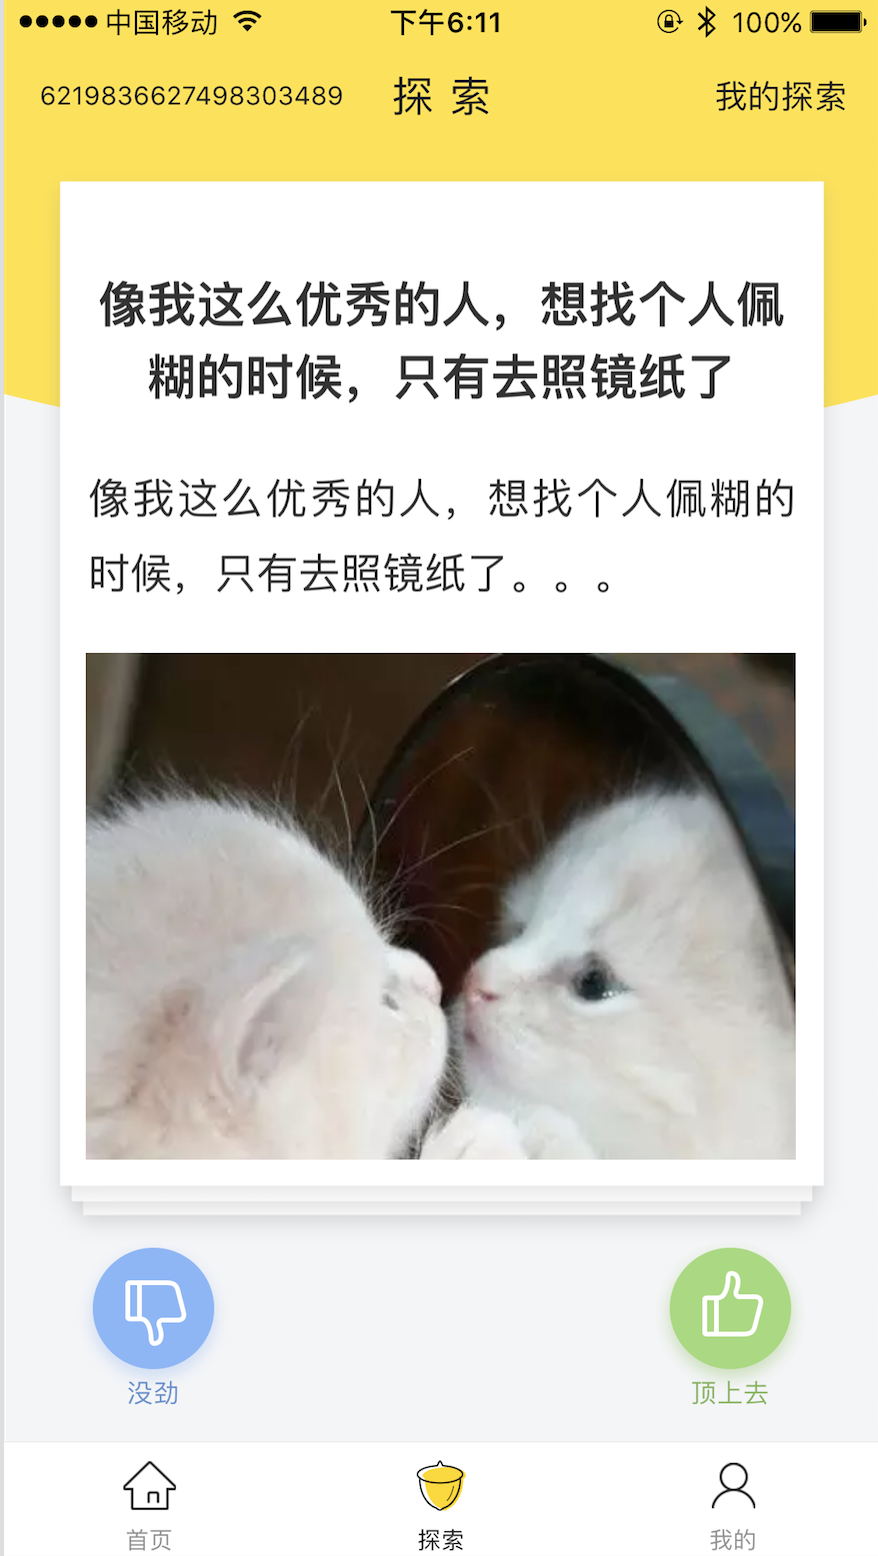 中国移动 下午6:11 100%
6219836627498303489 探索 我的探索
像我这么优秀的人，想找个人佩
糊的时候，只有去照镜纸了
像我这么优秀的人，想找个人佩糊的
时候，只有去照镜纸了。。。
没劲 顶上去
首页 探索 我的